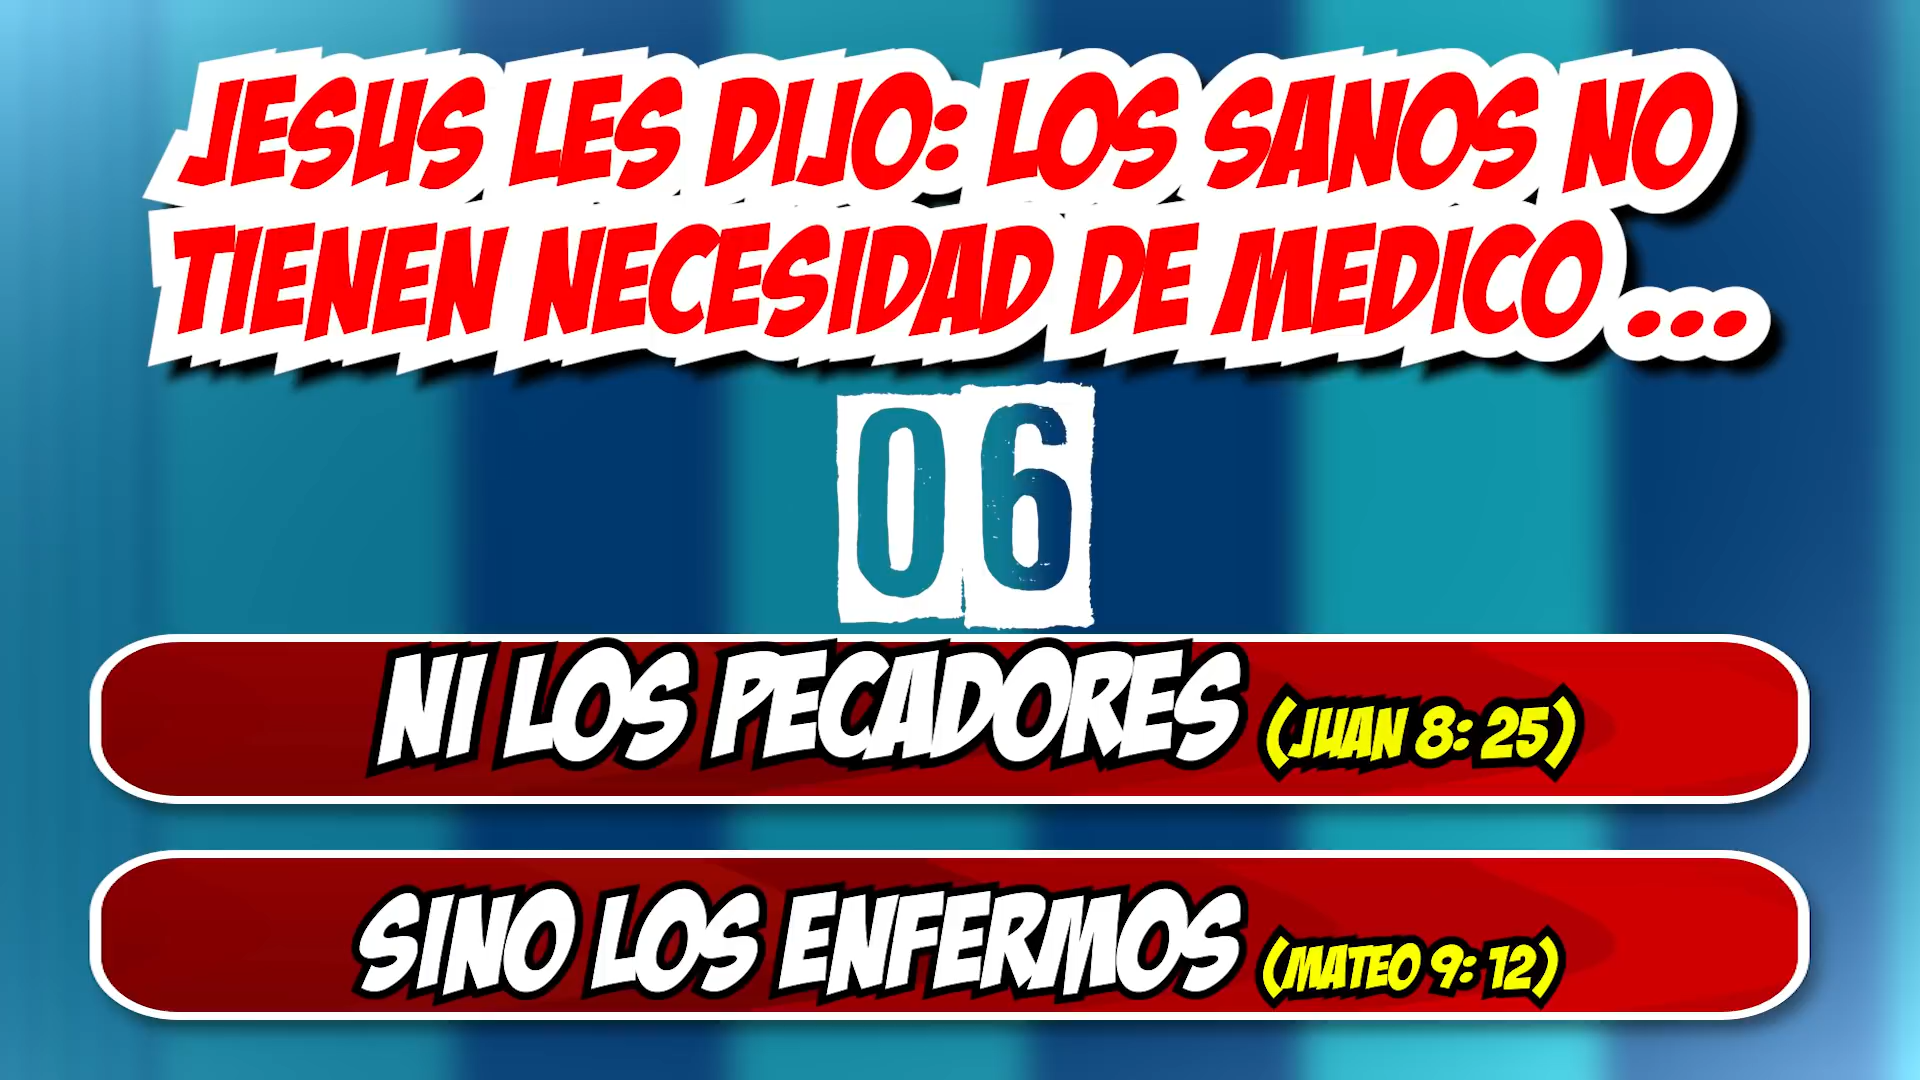 JESUS LES DIJO: LOS SANOS NO
TIENEN NECESIDAD DE MEDICO ...
06
NI LOS PECADORES (JUAN 8: 25)
SINO LOS ENFERMOS (MATEO 9: 12)